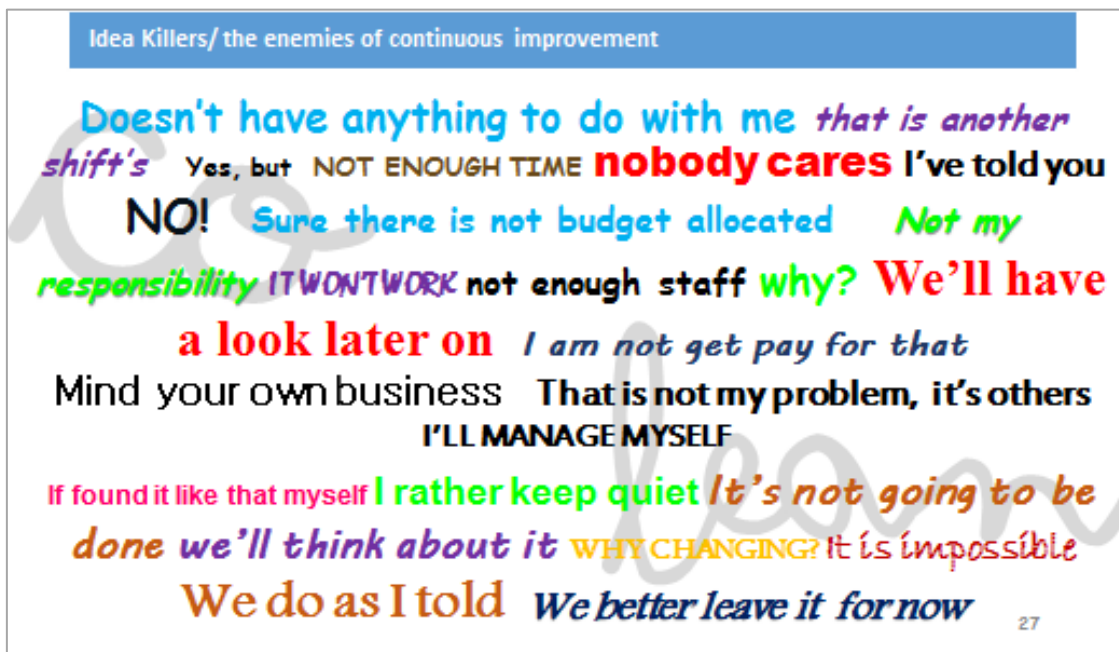 Idea Killers/ the enemies of continuous improvement
Doesn't have anything to do with me that is another
shift's Yes, but NOT ENOUGH TIME nobody cares I've told you
NO! Sure there is not budget allocated Not my
responsibility IT WON'T WORK not enough staff why? We'll have
a look later on I am not get pay for that
Mind your own business That is not my problem, it's others
I'LL MANAGE MYSELF
If found it like that myself I rather keep quiet It's not going to be
done we'll think about it WHY CHANGING? It is impossible
We do as I told We better leave it for now
27
Co
lean